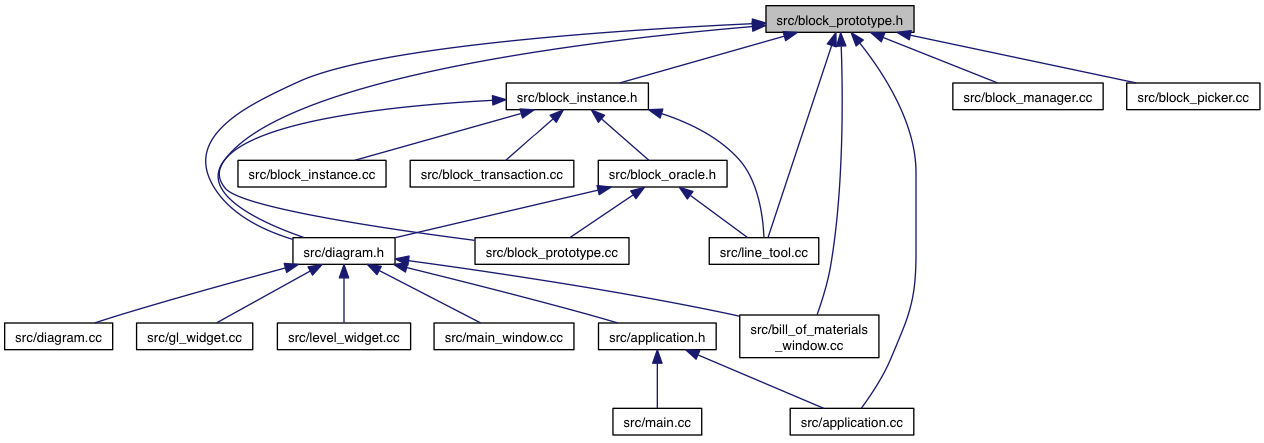 src/block_prototype.h
src/block_instance.h
src/block_manager.cc
src/block_picker.cc
src/block_instance.cc
src/block_transaction.cc
src/block_oracle.h
src/diagram.h
src/block_prototype.cc
src/line_tool.cc
src/diagram.cc
src/gl_widget.cc
src/level_widget.cc
src/main_window.cc
src/application.h
src/bill_of_materials
_window.cc
src/main.cc
src/application.cc